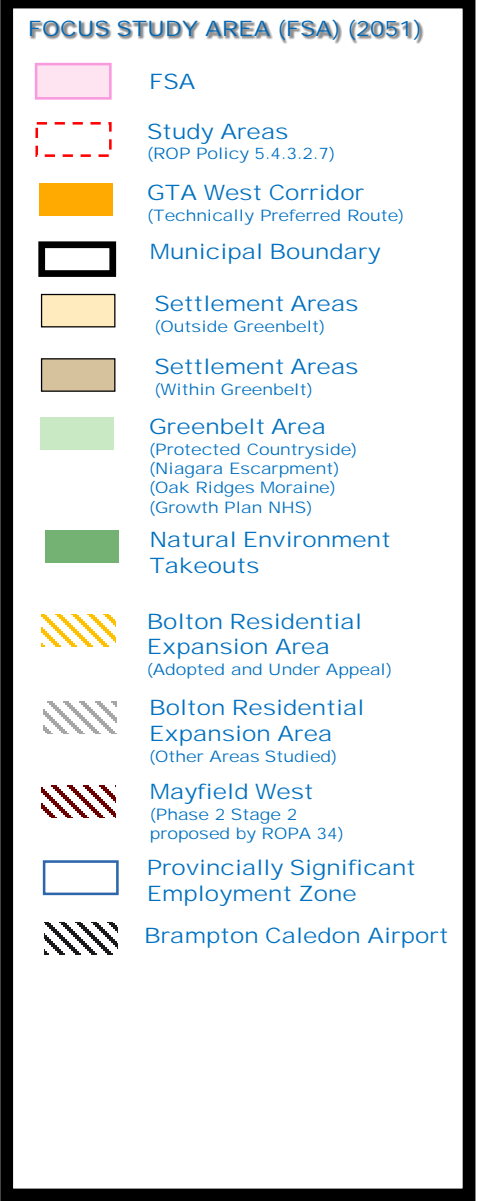 FOCUS STUDY AREA (FSA) (2051)
FSA
Study Areas
(ROP Policy 5.4.3.2.7)
GTA West Corridor
(Technically Preferred Route)
Municipal Boundary
Settlement Areas
(Outside Greenbelt)
Settlement Areas
(Within Greenbelt)
Greenbelt Area
(Protected Countryside)
(Niagara Escarpment)
(Oak Ridges Moraine)
(Growth Plan NHS)
Natural Environment
Takeouts
Bolton Residential
Expansion Area
(Adopted and Under Appeal)
Bolton Residential
Expansion Area
(Other Areas Studied)
Mayfield West
(Phase 2 Stage 2
proposed by ROPA 34)
Provincially Significant
Employment Zone
Brampton Caledon Airport